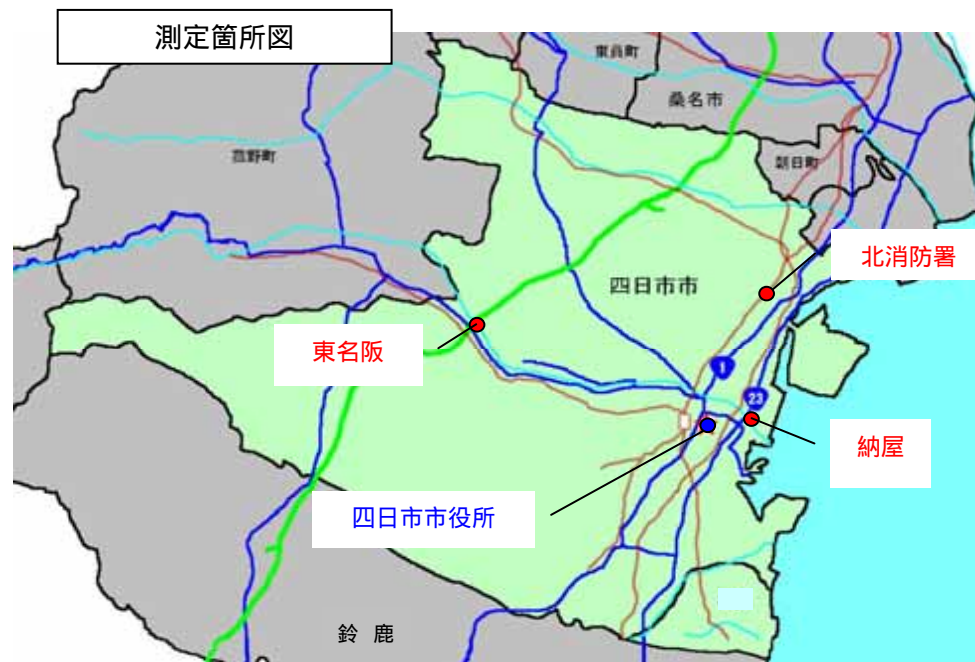 測定箇所図
東員町
桑名市
朝日町
菰野町
北消防署
四日市市
東名阪
1
23
納屋
四日市市役所
鈴 鹿